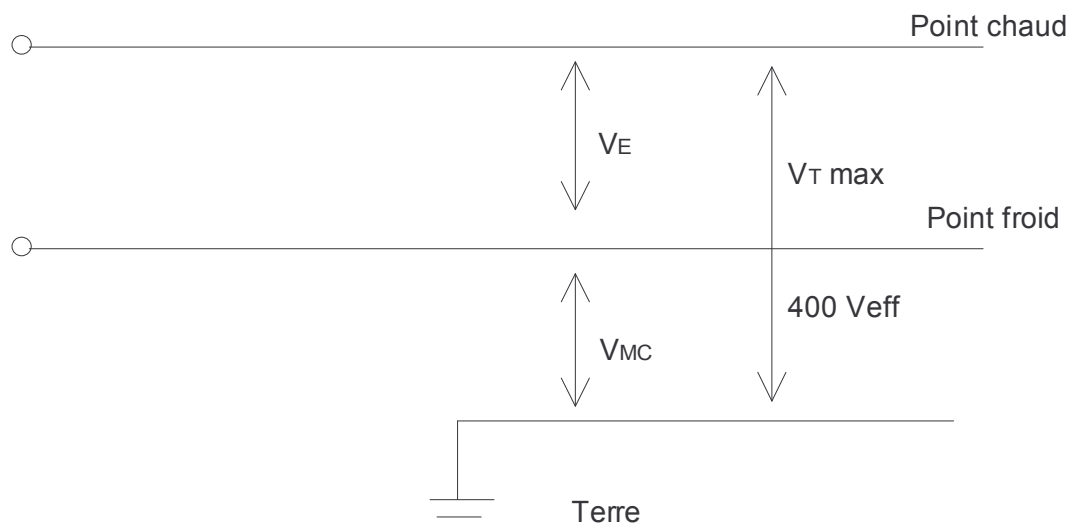 Point chaud
VE
VT max
Point froid
400 Veff
VMC
Terre